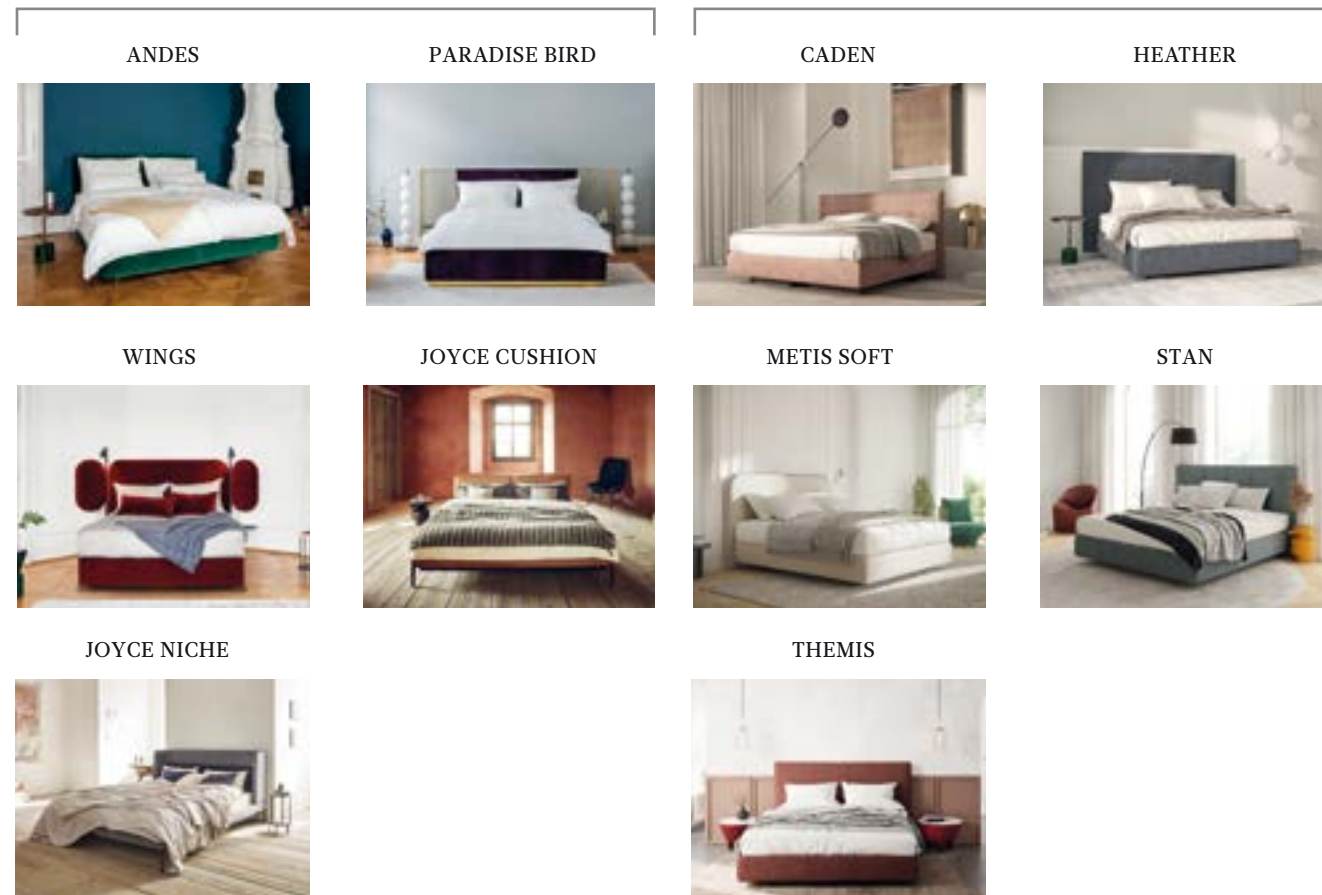 ANDES
PARADISE BIRD
CADEN
HEATHER
WINGS
JOYCE CUSHION
METIS SOFT
STAN
JOYCE NICHE
THEMIS